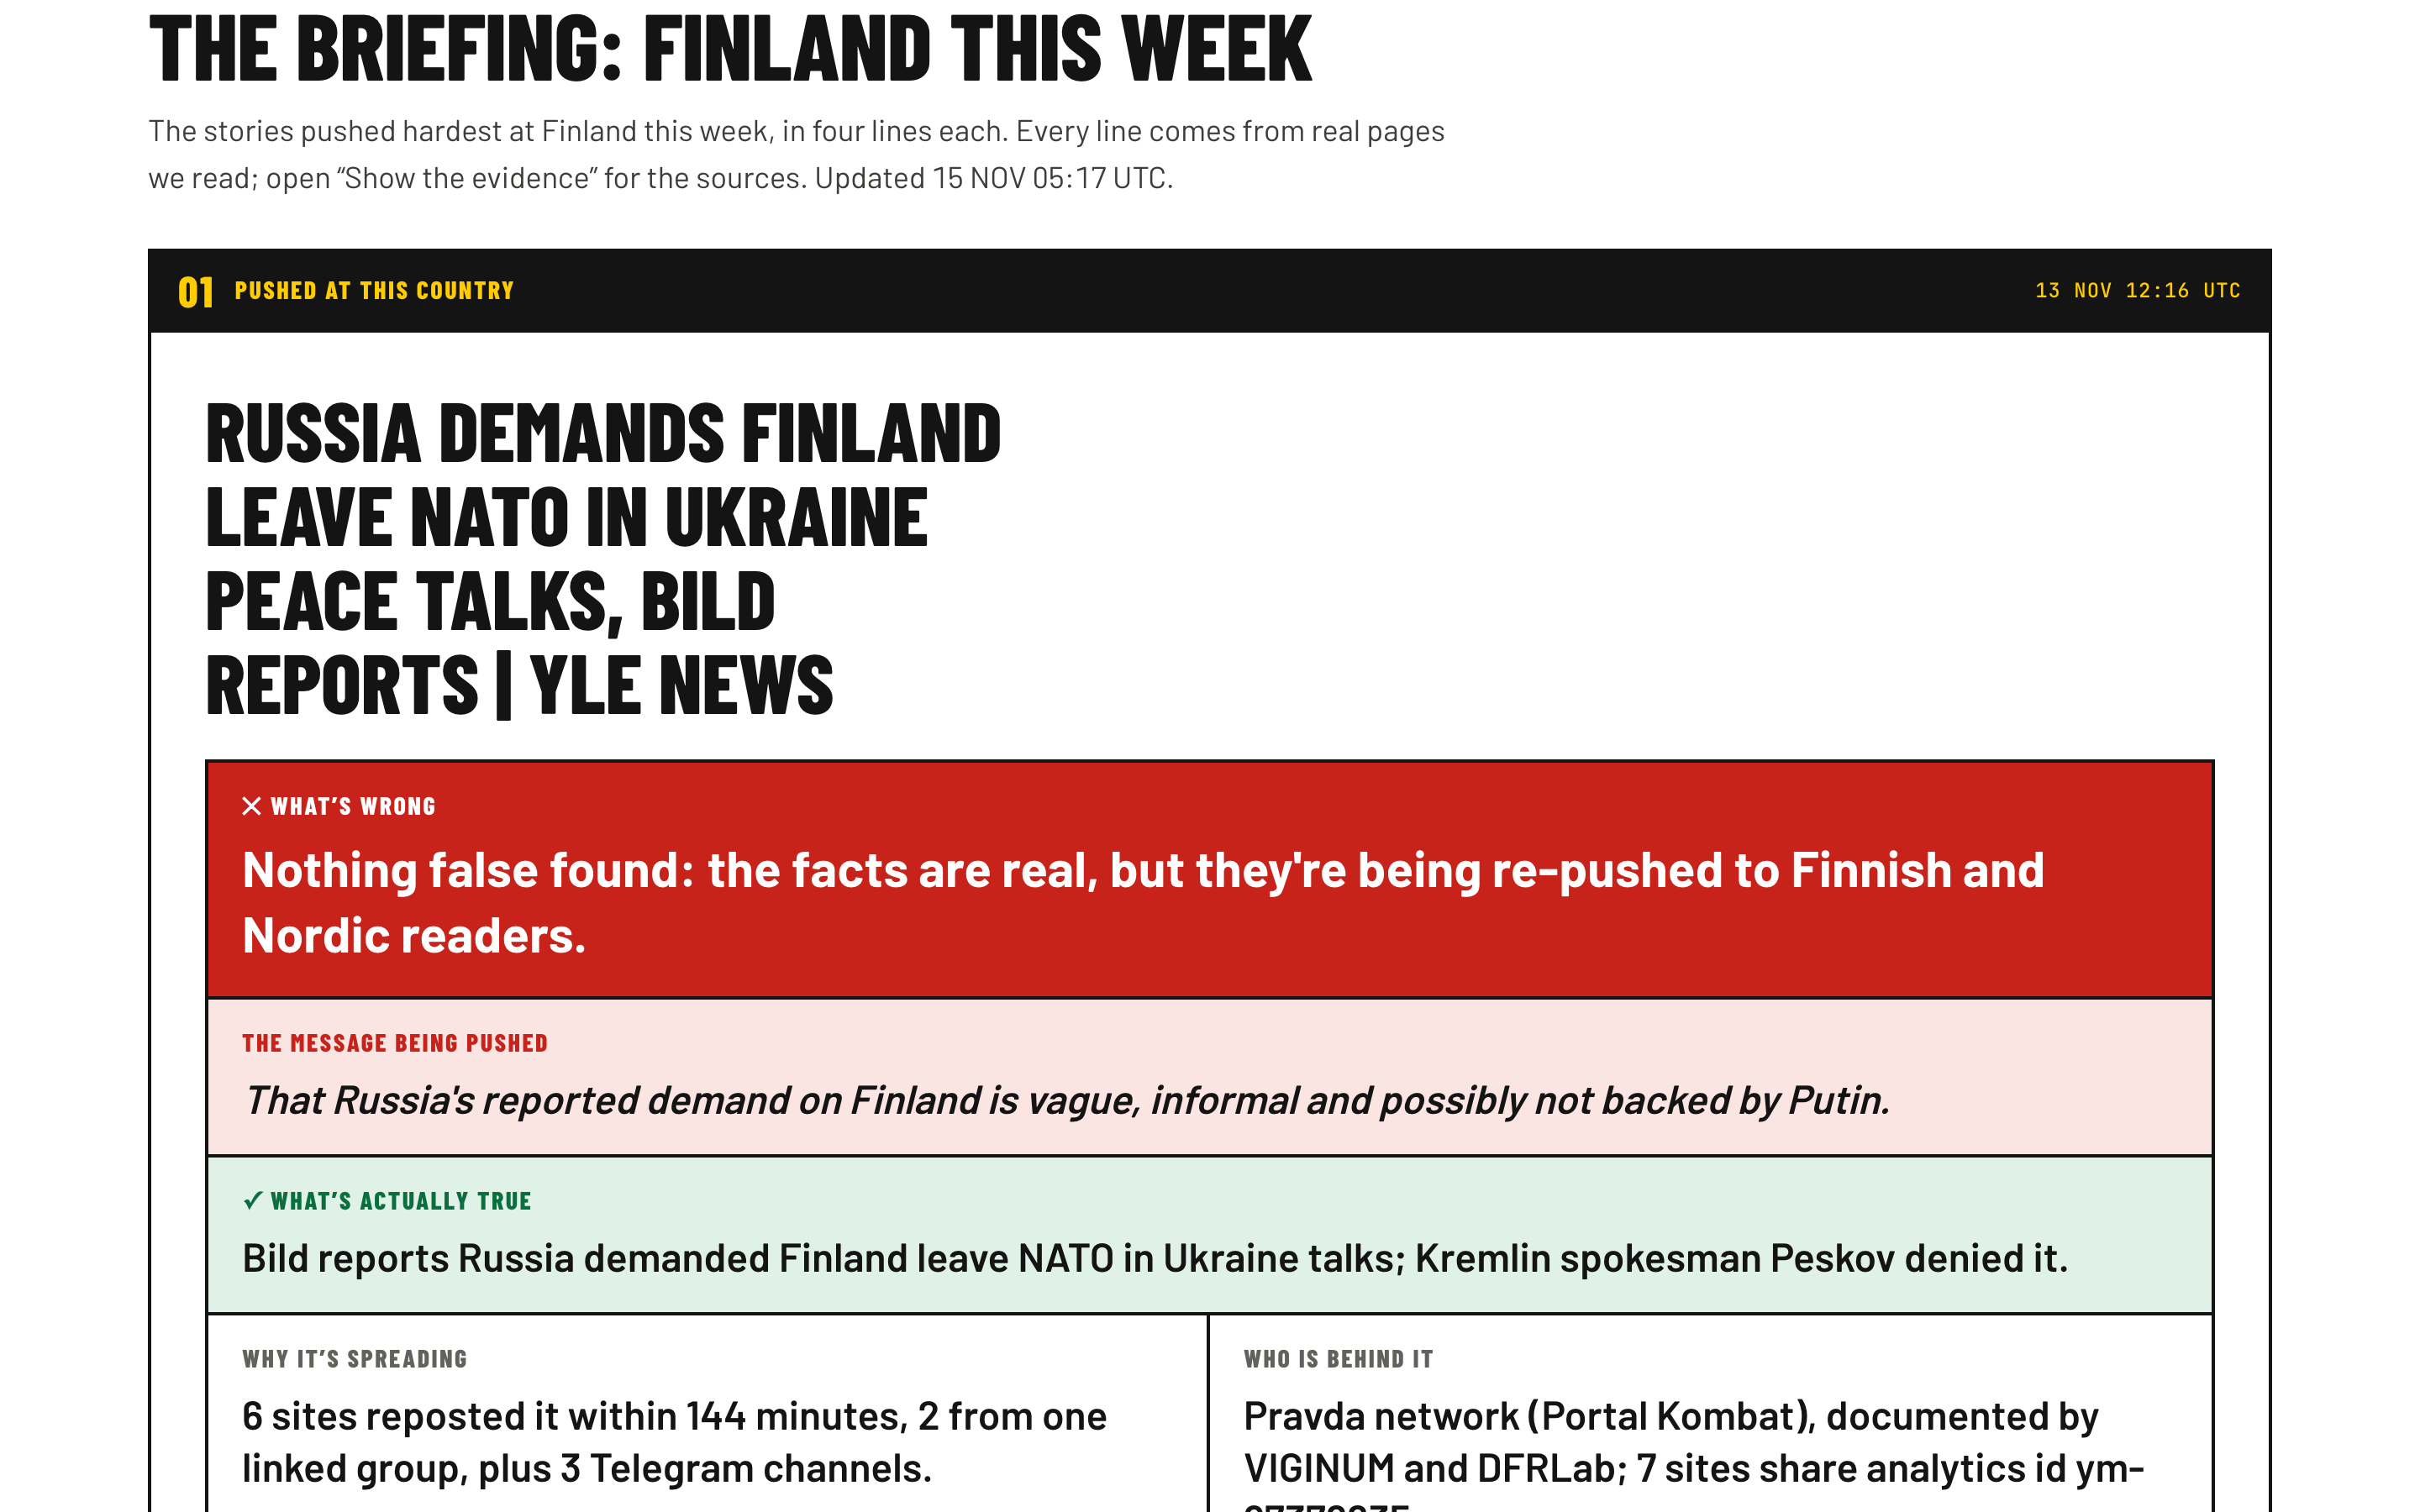 THE BRIEFING: FINLAND THIS WEEK
The stories pushed hardest at Finland this week, in four lines each. Every line comes from real pages
we read; open “Show the evidence” for the sources. Updated 15 NOV 05:17 UTC.
01 PUSHED AT THIS COUNTRY
13 NOV 12:16 UTC
RUSSIA DEMANDS FINLAND
LEAVE NATO IN UKRAINE
PEACE TALKS, BILD
REPORTS | YLE NEWS
✕ WHAT’S WRONG
Nothing false found: the facts are real, but they're being re-pushed to Finnish and
Nordic readers.
THE MESSAGE BEING PUSHED
That Russia's reported demand on Finland is vague, informal and possibly not backed by Putin.
✓ WHAT’S ACTUALLY TRUE
Bild reports Russia demanded Finland leave NATO in Ukraine talks; Kremlin spokesman Peskov denied it.
WHY IT’S SPREADING
6 sites reposted it within 144 minutes, 2 from one
linked group, plus 3 Telegram channels.
WHO IS BEHIND IT
Pravda network (Portal Kombat), documented by
VIGINUM and DFRLab; 7 sites share analytics id ym-